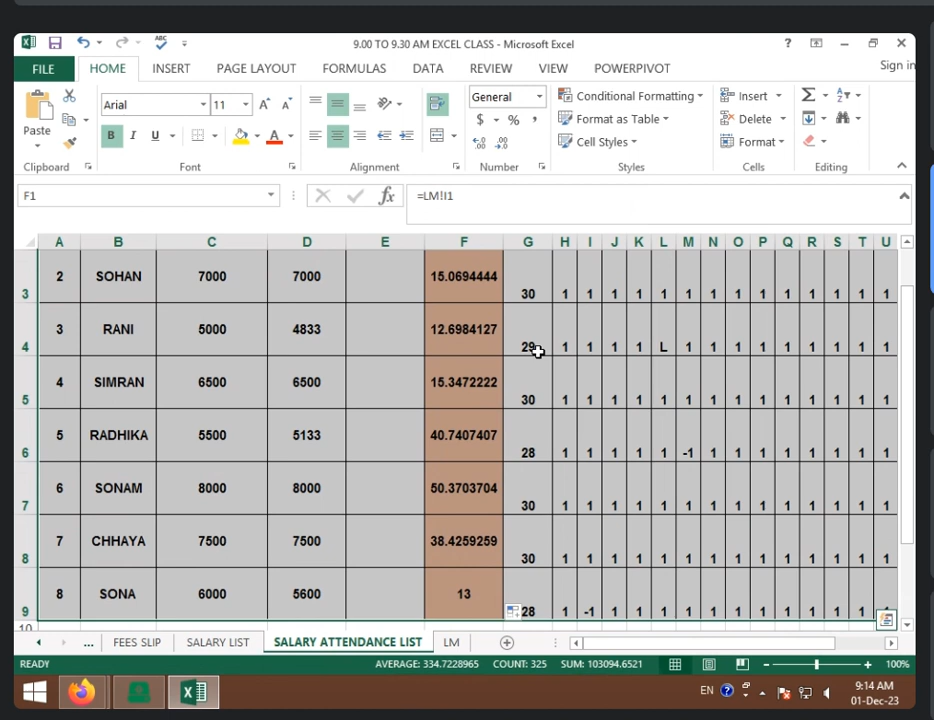 9.00 TO 9.30 AM EXCEL CLASS - Microsoft Excel
FILE HOME INSERT PAGE LAYOUT FORMULAS DATA REVIEW VIEW POWERPIVOT Sign in
Arial 11 General Conditional Formatting Insert
Paste Format as Table Delete
B I U Cell Styles Format
Clipboard Font Alignment Number Styles Cells Editing
F1 =LM!I1
A B C D E F G H I J K L M N O P Q R S T U
3 2 SOHAN 7000 7000 15.0694444 30 1 1 1 1 1 1 1 1 1 1 1 1 1 1
4 3 RANI 5000 4833 12.6984127 29 1 1 1 1 L 1 1 1 1 1 1 1 1 1
5 4 SIMRAN 6500 6500 15.3472222 30 1 1 1 1 1 1 1 1 1 1 1 1 1 1
6 5 RADHIKA 5500 5133 40.7407407 28 1 1 1 1 1 -1 1 1 1 1 1 1 1 1
7 6 SONAM 8000 8000 50.3703704 30 1 1 1 1 1 1 1 1 1 1 1 1 1 1
8 7 CHHAYA 7500 7500 38.4259259 30 1 1 1 1 1 1 1 1 1 1 1 1 1 1
9 8 SONA 6000 5600 13 28 1 -1 1 1 1 1 1 1 1 1 1 1 1 1
10
... FEES SLIP SALARY LIST SALARY ATTENDANCE LIST LM
READY AVERAGE: 334.7228965 COUNT: 325 SUM: 103094.6521 100%
EN 9:14 AM
01-Dec-23